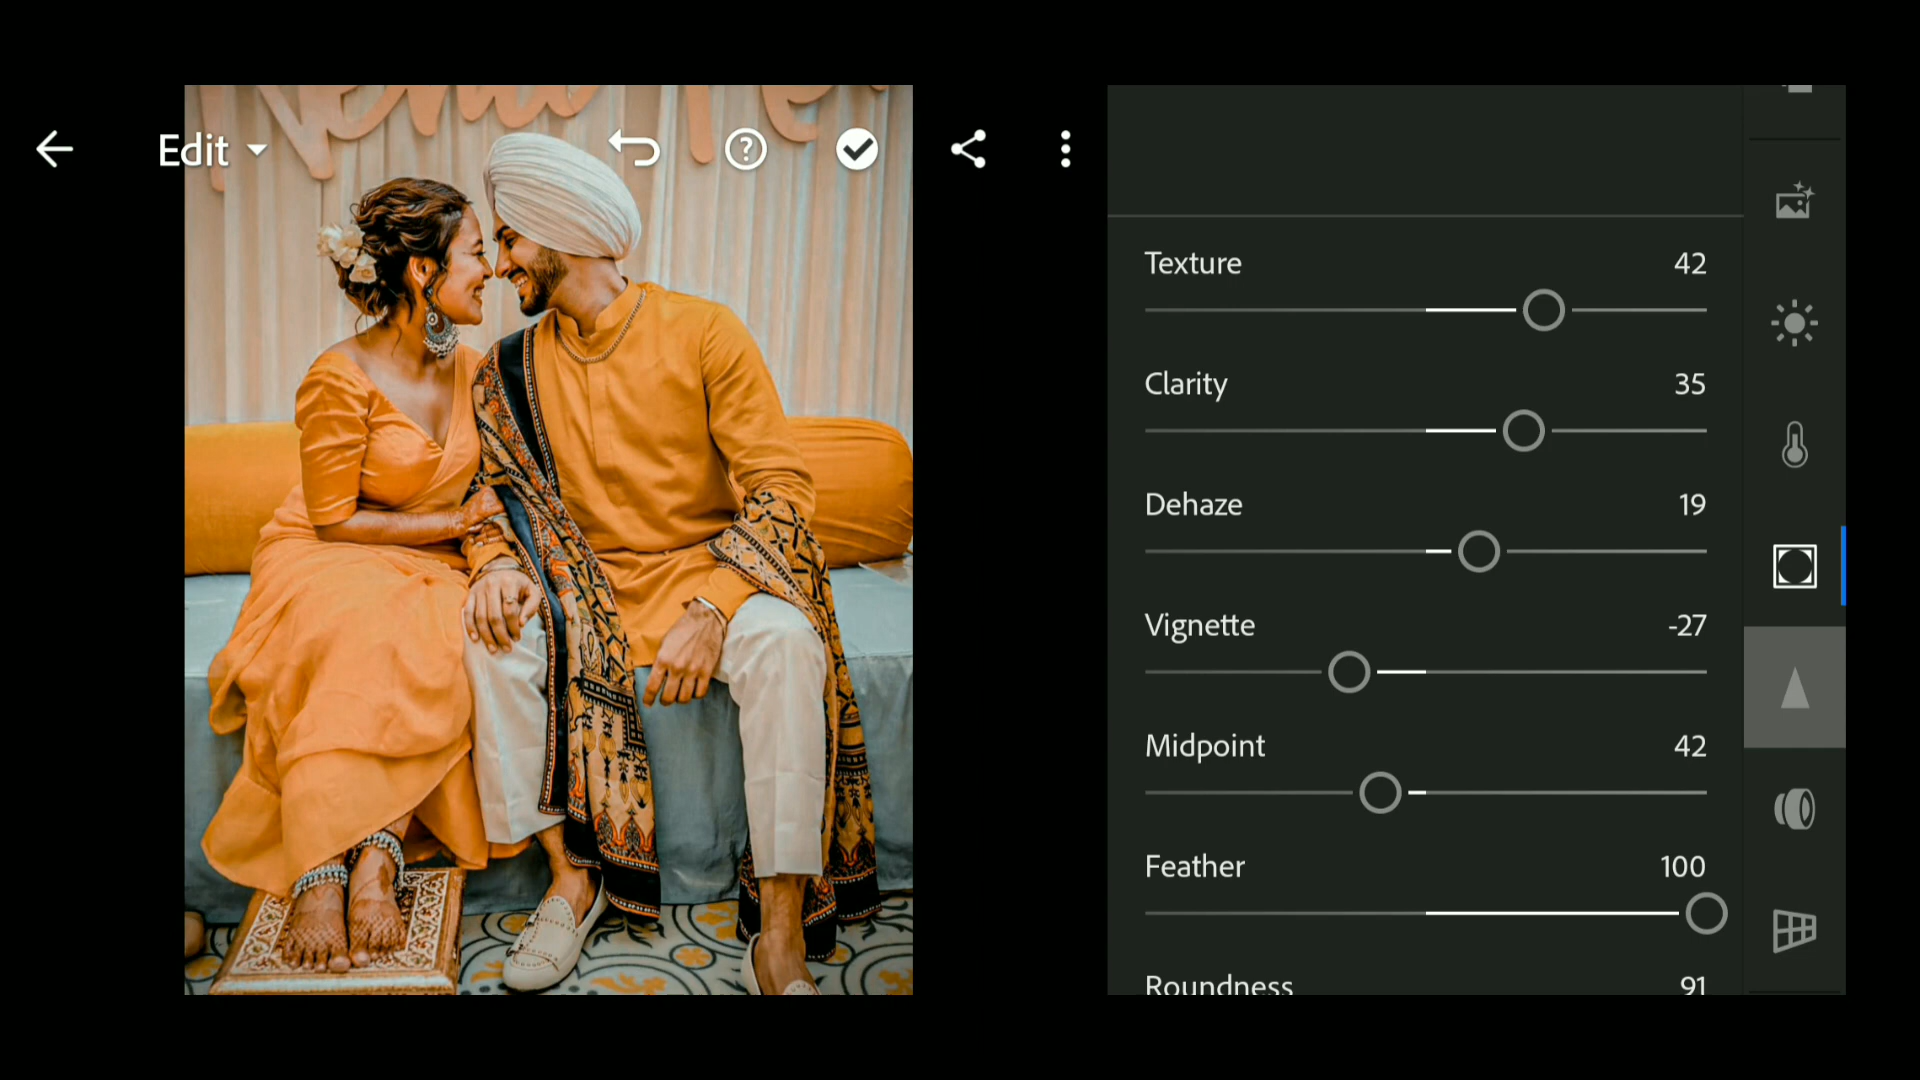 Edit
Texture 42
Clarity 35
Dehaze 19
Vignette -27
Midpoint 42
Feather 100
Roundness 91